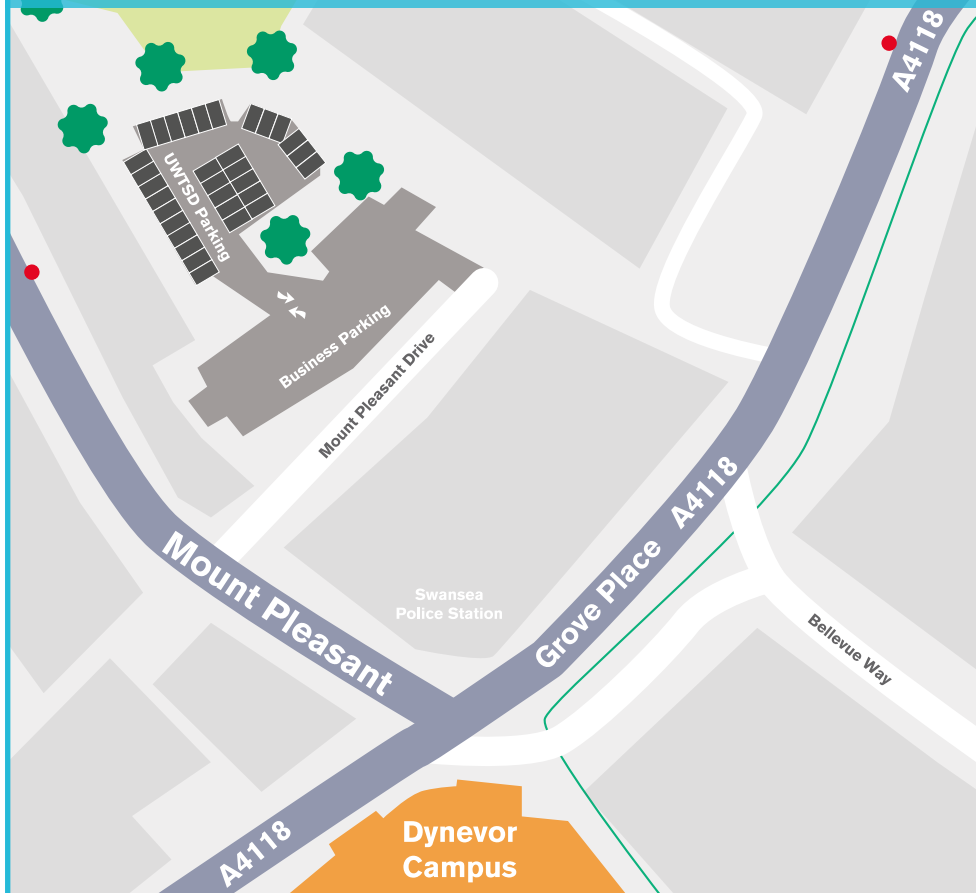 A4118
UWTSD Parking
Business Parking
Mount Pleasant Drive
A4118
Grove Place
Mount Pleasant
Swansea
Police Station
Bellevue Way
A4118
Dynevor
Campus